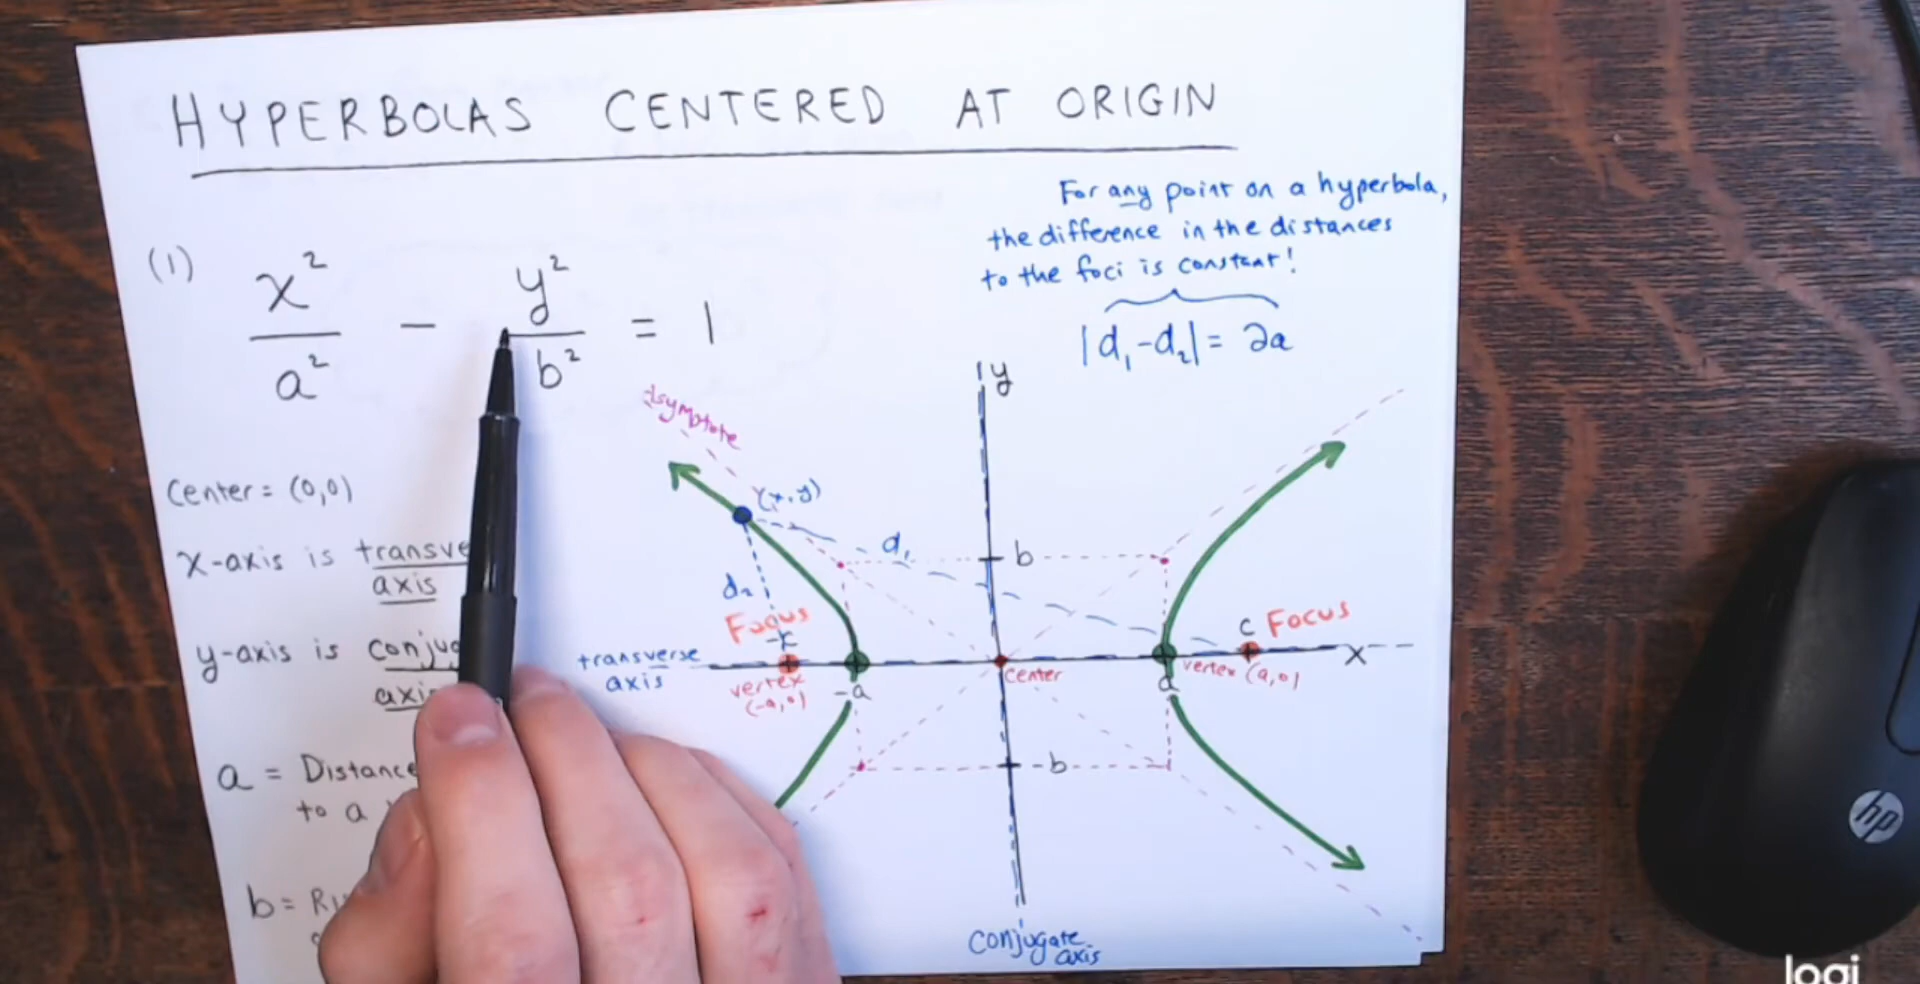 HYPERBOLAS CENTERED AT ORIGIN
For any point on a hyperbola,
the difference in the distances
to the foci is constant!
|d₁-d₂| = 2a
(1) x²/a² - y²/b² = 1
Center = (0,0)
x-axis is
axis
y-axis is
a = Distance
to a
b =
Asymptote
(x,y)
d₁
d₂
y
b
Focus
-c
c Focus
transverse
axis
vertex
(-a,0)
-a
center
a
vertex (a,0)
x
-b
conjugate
axis
hp
logi